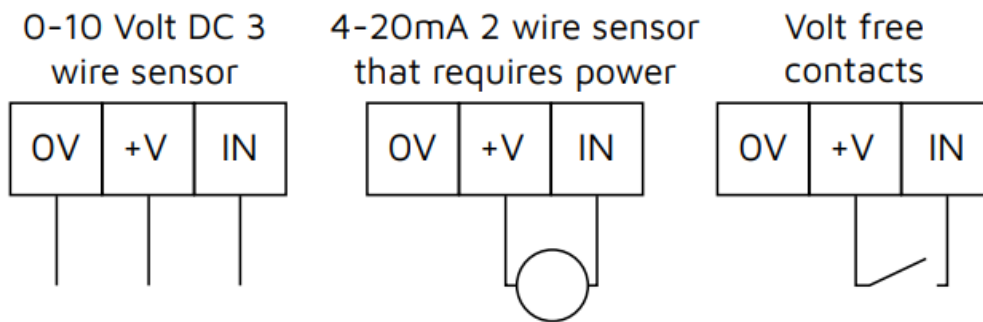 0-10 Volt DC 3
wire sensor
0V +V IN
4-20mA 2 wire sensor
that requires power
0V +V IN
Volt free
contacts
0V +V IN